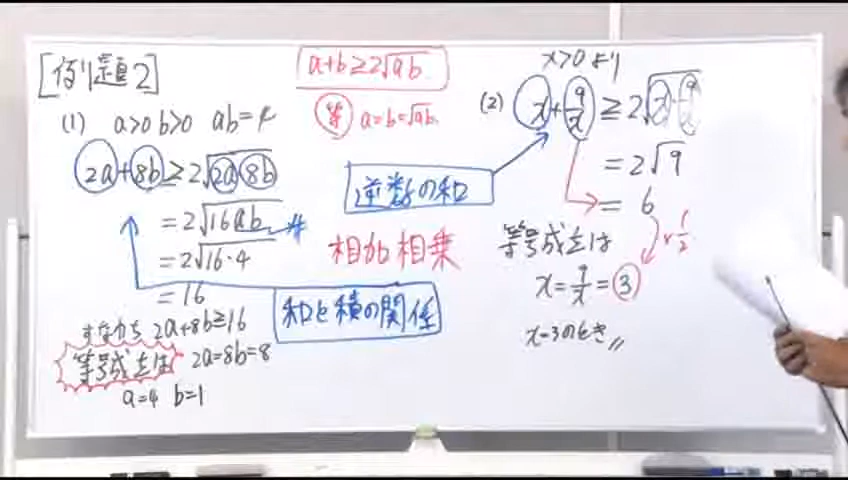 [例題2]
(1) a>0 b>0 ab=4
2a+8b≧2√2a・8b
=2√16ab
=2√16・4
=16
すなわち 2a+8b≧16
等号成立は 2a=8b=8
a=4 b=1
a+b≧2√ab
等 a=b=√ab
逆数の和
相加相乗
和と積の関係
x>0より
(2) x+9/x≧2√x・9/x
=2√9
=6
×1/2
等号成立は
x=9/x=3
x=3のとき〃